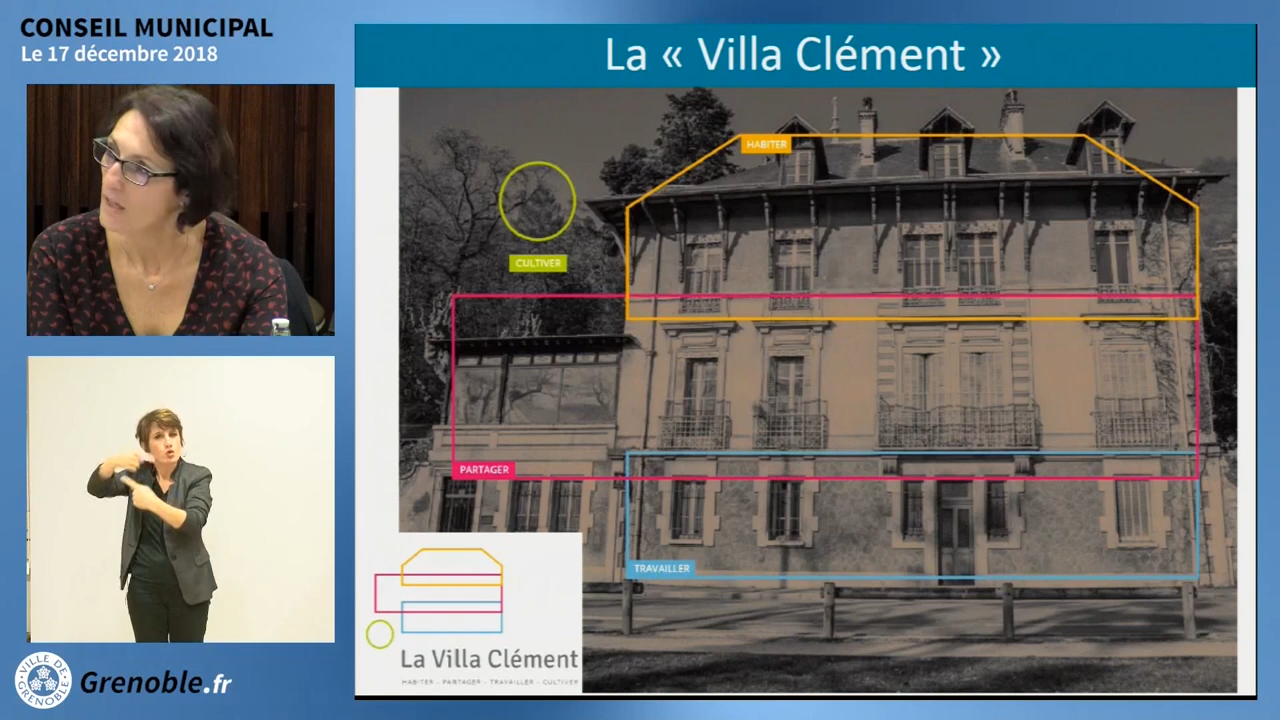 CONSEIL MUNICIPAL
Le 17 décembre 2018
La « Villa Clément »
HABITER
CULTIVER
PARTAGER
TRAVAILLER
La Villa Clément
HABITER - PARTAGER - TRAVAILLER - CULTIVER
VILLE DE GRENOBLE
Grenoble.fr